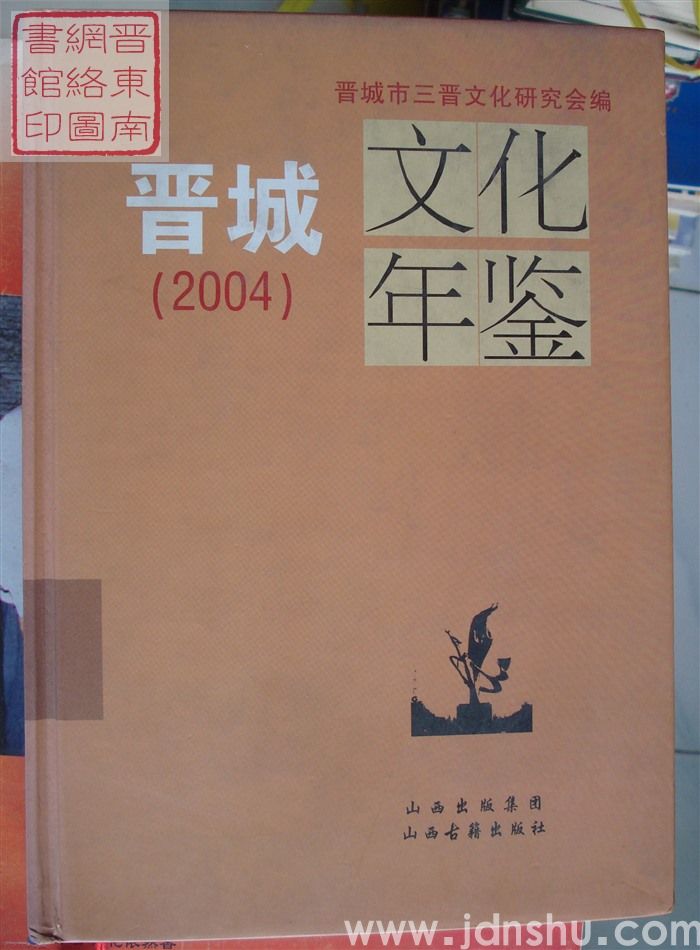 晋東南
網絡圖
書館印
晋城市三晋文化研究会编
晋城
(2004)
文化
年鉴
山西出版集团
山西古籍出版社
www.jdnshu.com